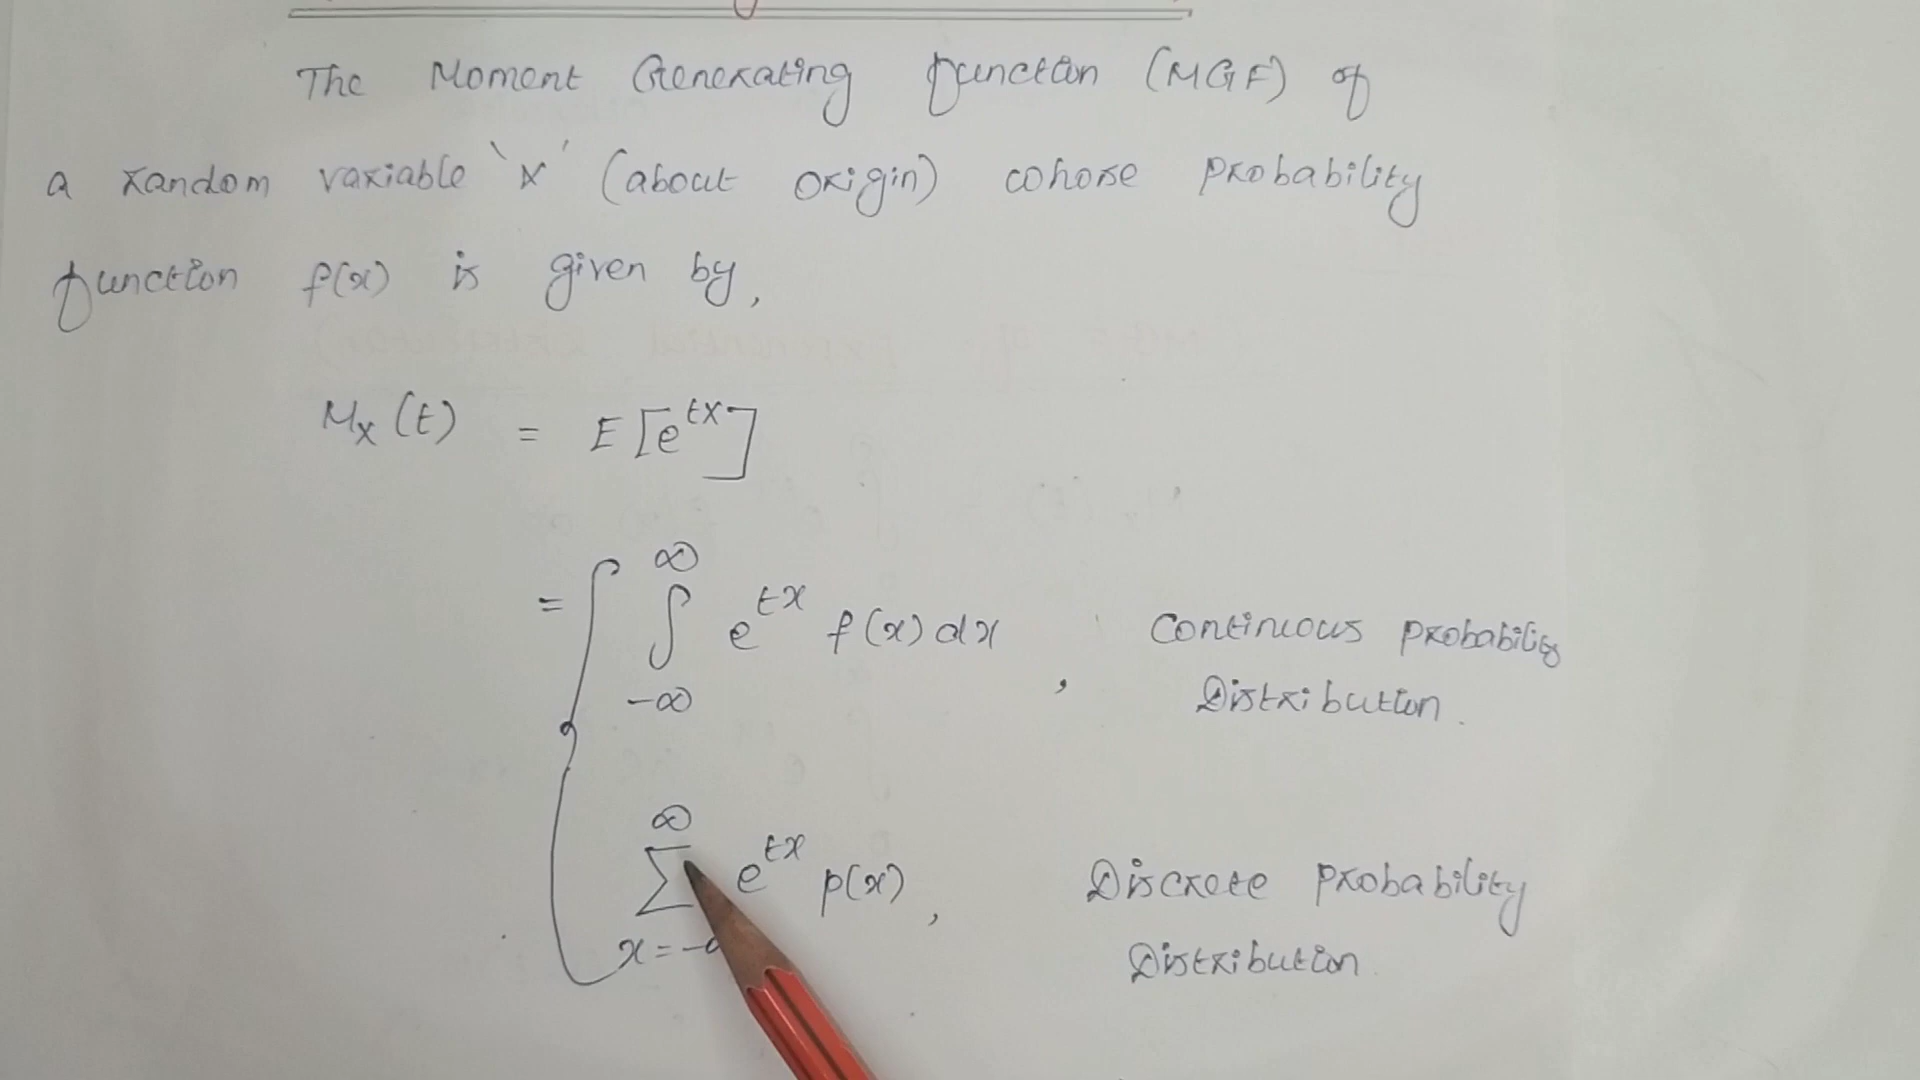 The Moment Generating function (MGF) of
a random variable 'X' (about origin) whose probability
function f(x) is given by,
Mx(t) = E[e^tX]
= { ∫_{-∞}^{∞} e^{tx} f(x) dx , Continuous probability
Distribution.
∑_{x=-}^{∞} e^{tx} p(x) , Discrete probability
Distribution.